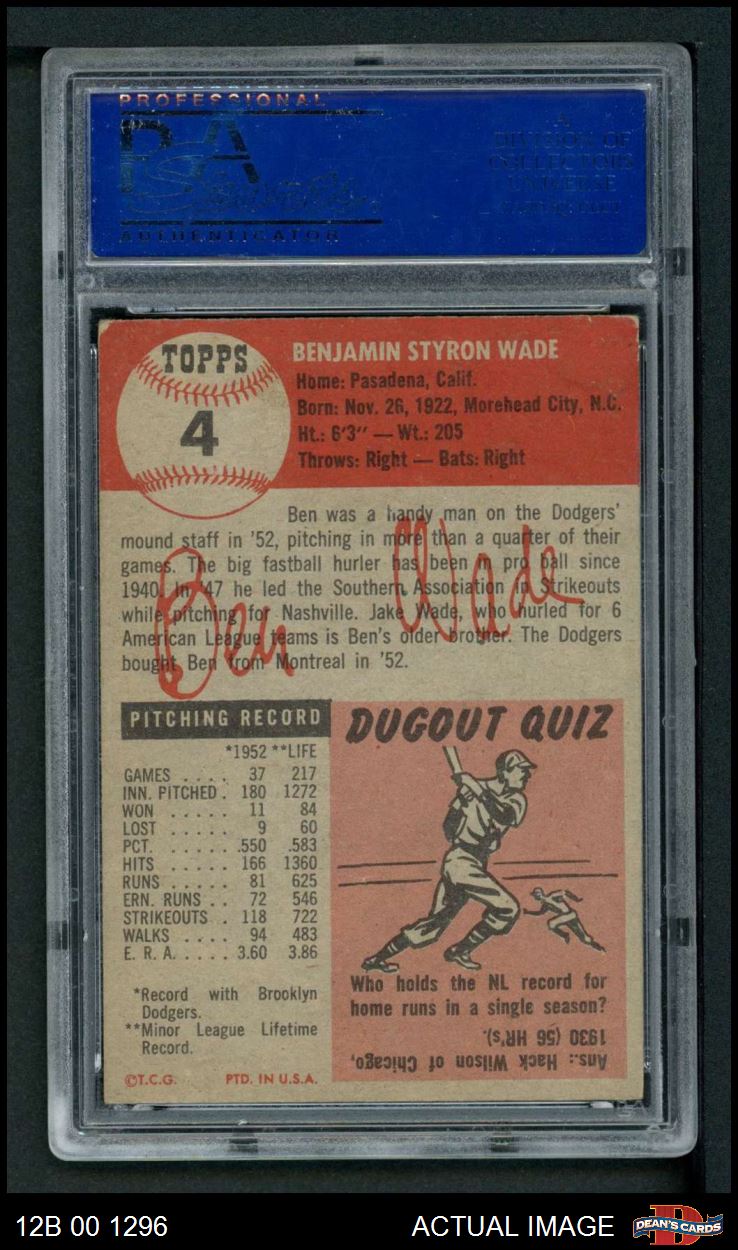 PROFESSIONAL
PSA
Sports
AUTHENTICATOR
A
DIVISION OF
COLLECTORS
UNIVERSE
TOPPS
4
BENJAMIN STYRON WADE
Home: Pasadena, Calif.
Born: Nov. 26, 1922, Morehead City, N.C.
Ht.: 6'3" — Wt.: 205
Throws: Right — Bats: Right
Ben was a handy man on the Dodgers'
mound staff in '52, pitching in more than a quarter of their
games. The big fastball hurler has been in pro ball since
1940. In '47 he led the Southern Association in Strikeouts
while pitching for Nashville. Jake Wade, who hurled for 6
American League teams is Ben's older brother. The Dodgers
bought Ben from Montreal in '52.
Ben Wade
PITCHING RECORD
*1952 **LIFE
GAMES . . . . 37 217
INN. PITCHED . 180 1272
WON . . . . . 11 84
LOST . . . . . 9 60
PCT. . . . . . .550 .583
HITS . . . . . 166 1360
RUNS . . . . . 81 625
ERN. RUNS . . 72 546
STRIKEOUTS . . 118 722
WALKS . . . . 94 483
E. R. A. . . . . . 3.60 3.86
*Record with Brooklyn
Dodgers.
**Minor League Lifetime
Record.
©T.C.G. PTD. IN U.S.A.
DUGOUT QUIZ
Who holds the NL record for
home runs in a single season?
Ans.: Hack Wilson of Chicago,
1930 (56 HR's).
12B 00 1296
ACTUAL IMAGE
DEAN'S CARDS